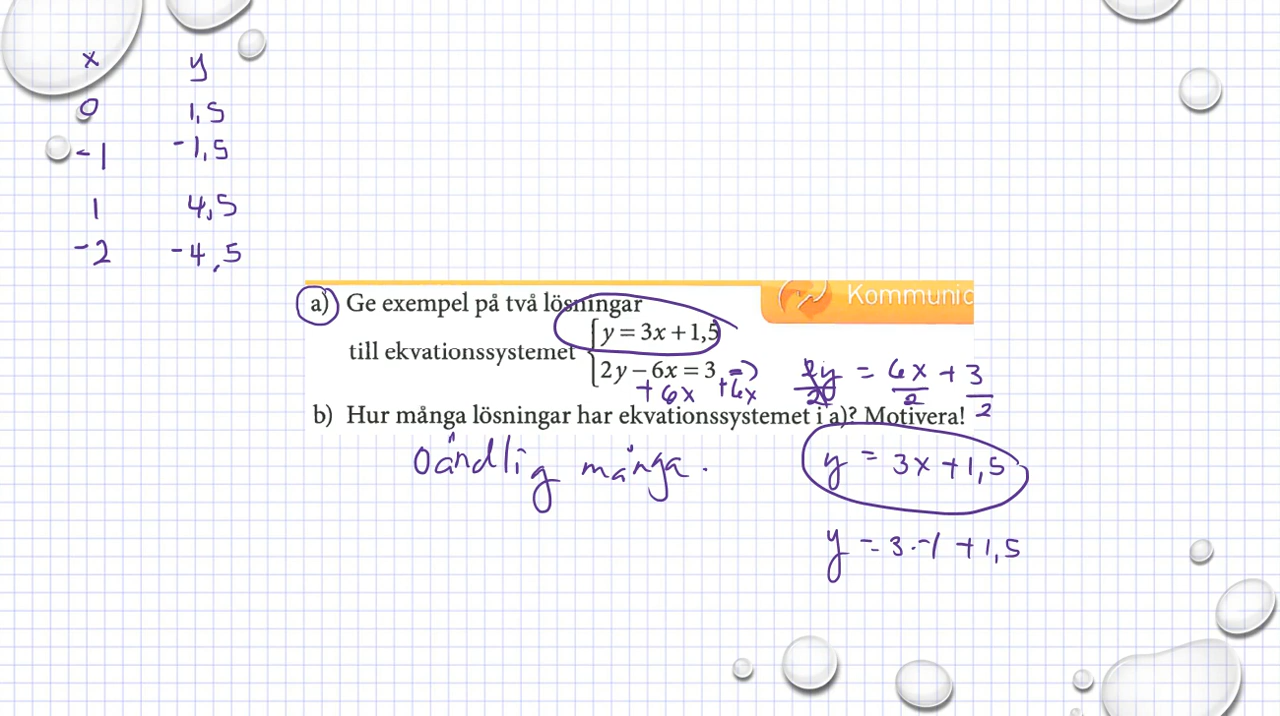 x y
0 1,5
-1 -1,5
1 4,5
-2 -4,5
Kommunic
a) Ge exempel på två lösningar
till ekvationssystemet { y = 3x + 1,5
2y − 6x = 3 => 2y/2 = 6x/2 + 3/2
+6x +6x
b) Hur många lösningar har ekvationssystemet i a)? Motivera!
Oändlig många.
y = 3x + 1,5
y = 3·-1 + 1,5